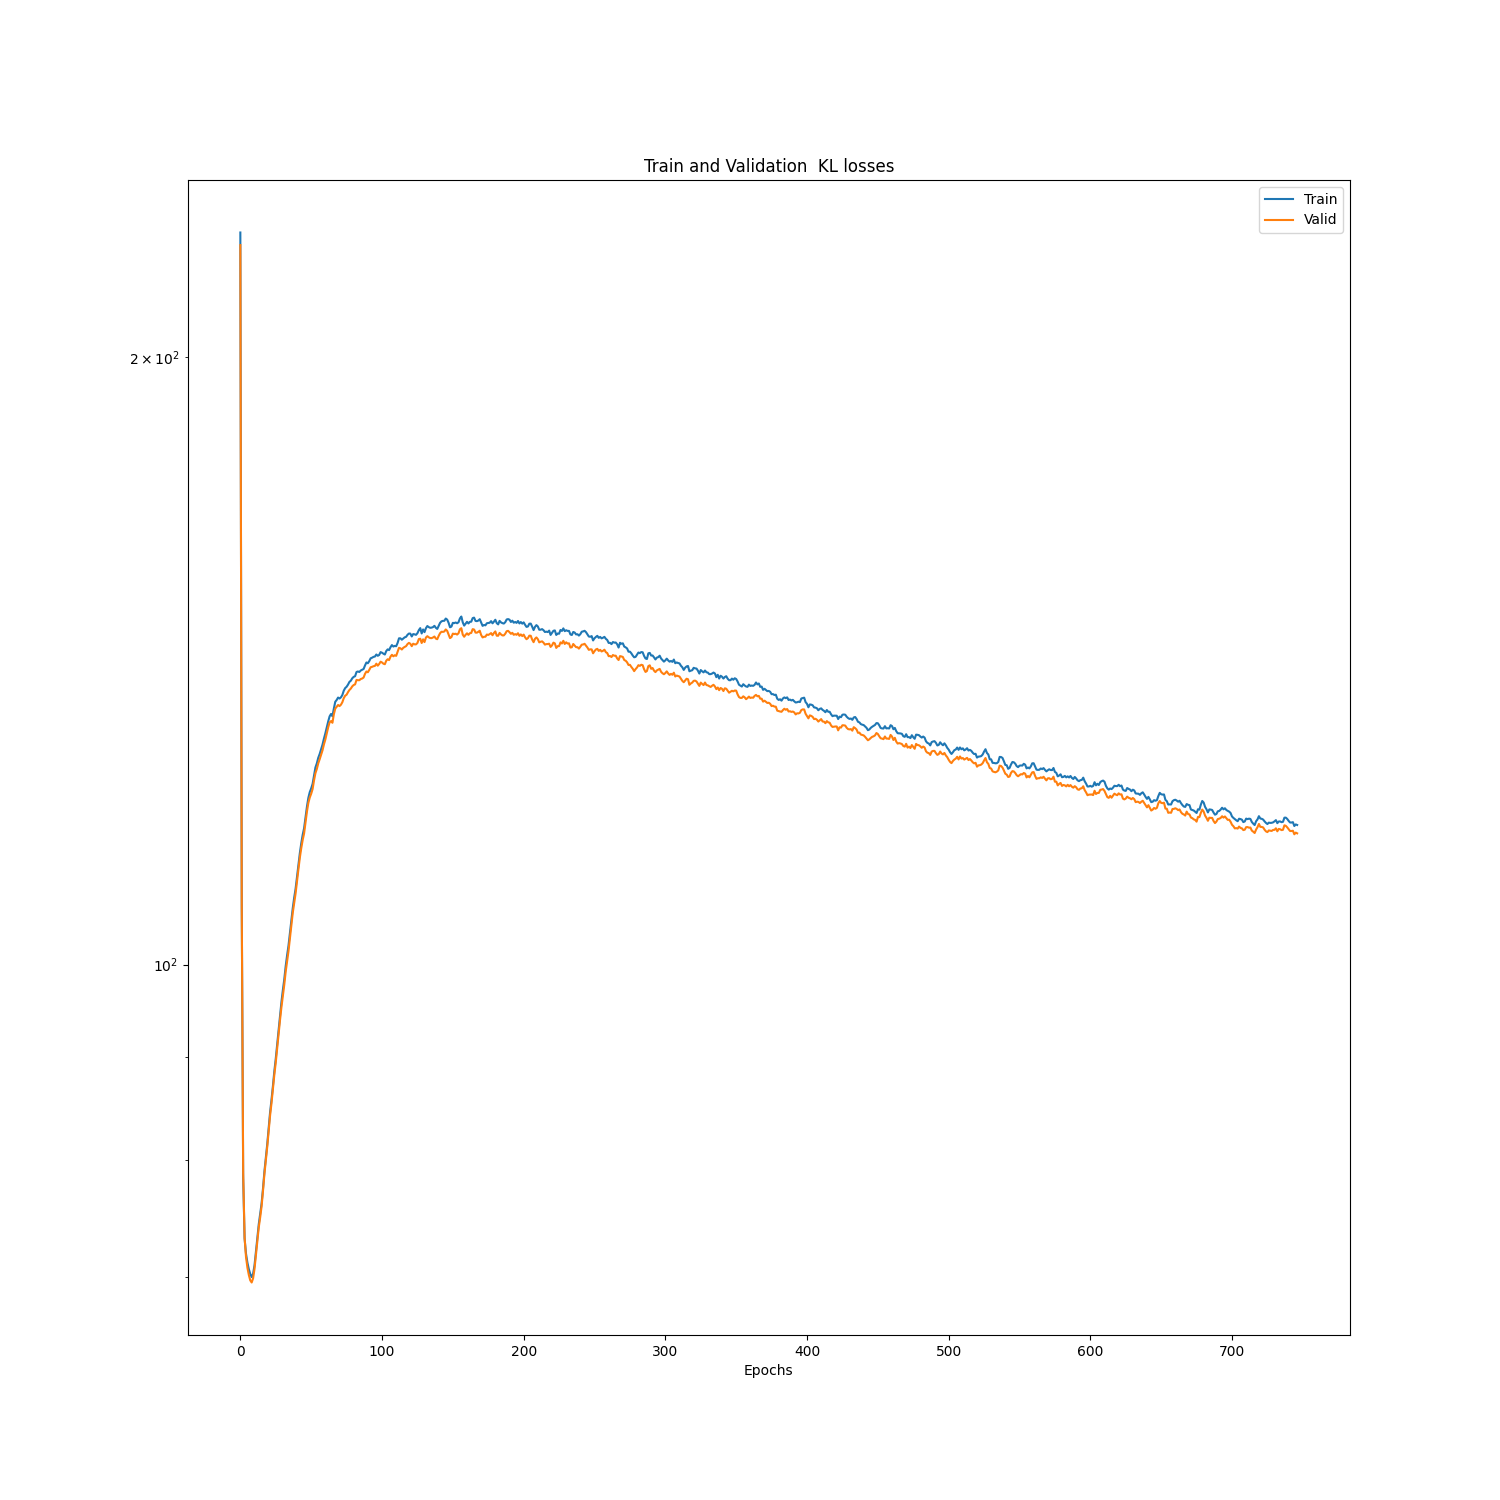 Train and Validation  KL losses
Train
Valid
2 × 10²
10²
0 100 200 300 400 500 600 700
Epochs